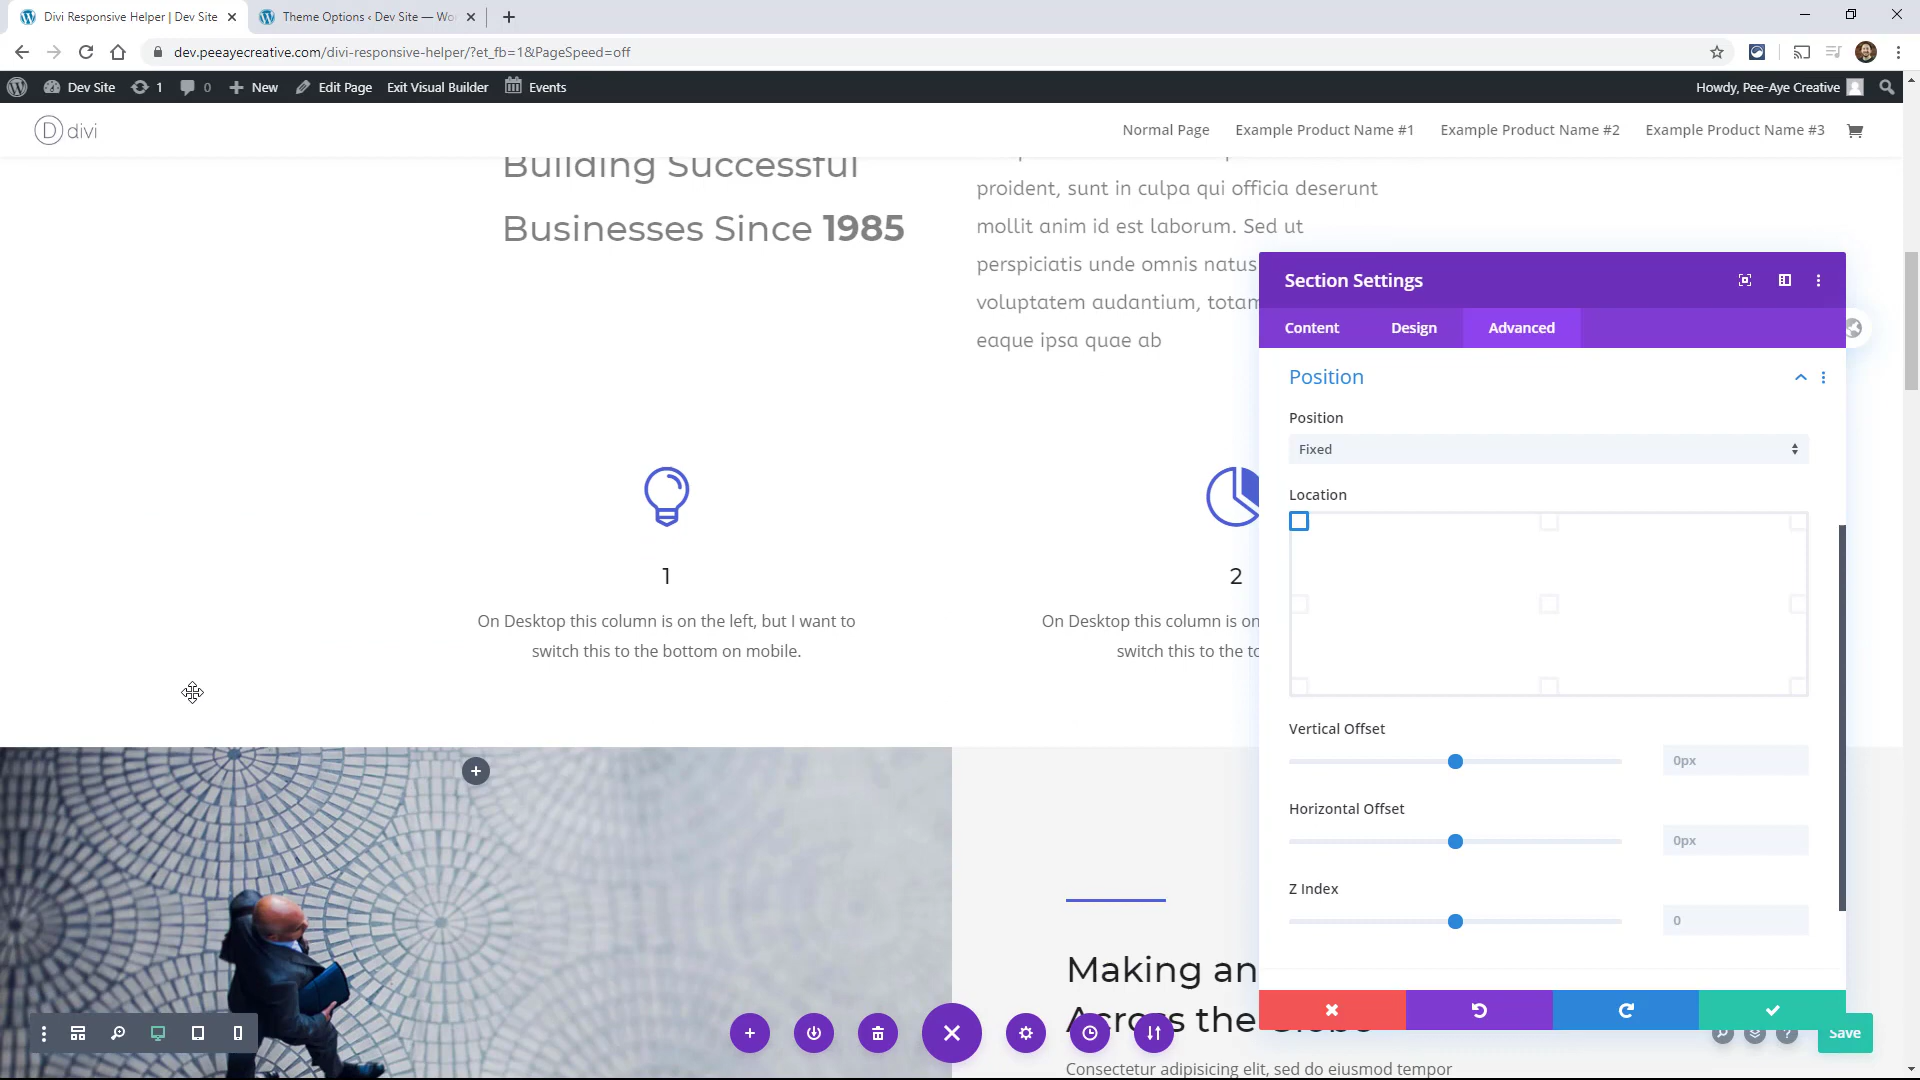 Divi Responsive Helper | Dev Site
Theme Options ‹ Dev Site — Wor
dev.peeayecreative.com/divi-responsive-helper/?et_fb=1&PageSpeed=off
Dev Site
1
0
New
Edit Page
Exit Visual Builder
Events
Howdy, Pee-Aye Creative
D divi
Normal Page
Example Product Name #1
Example Product Name #2
Example Product Name #3
Building Successful
Businesses Since 1985
proident, sunt in culpa qui officia deserunt
mollit anim id est laborum. Sed ut
perspiciatis unde omnis natus
voluptatem audantium, totam
eaque ipsa quae ab
1
On Desktop this column is on the left, but I want to
switch this to the bottom on mobile.
2
On Desktop this column is on
switch this to the to
Making an
Across the Globe
Consectetur adipisicing elit, sed do eiusmod tempor
Section Settings
Content
Design
Advanced
Position
Position
Fixed
Location
Vertical Offset
0px
Horizontal Offset
0px
Z Index
0
?
Save